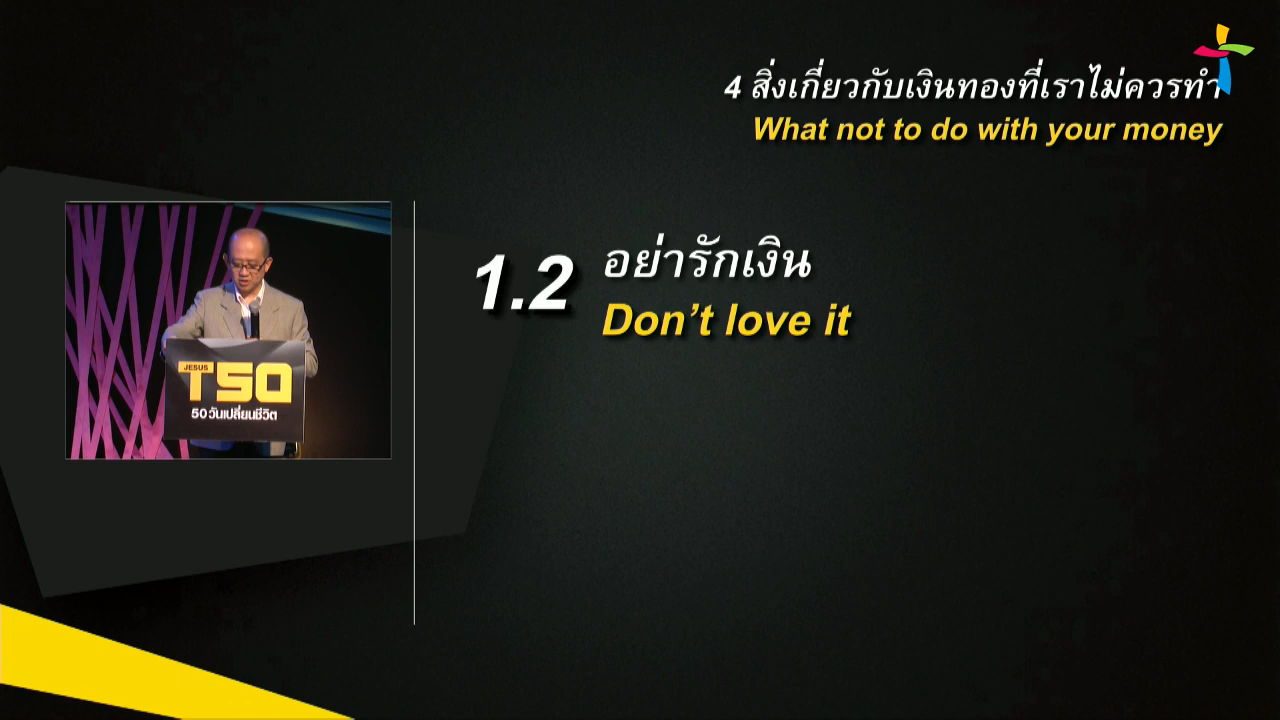 4 สิ่งเกี่ยวกับเงินทองที่เราไม่ควรทำ
What not to do with your money
1.2
อย่ารักเงิน
Don't love it
JESUS
T50
50 วันเปลี่ยนชีวิต